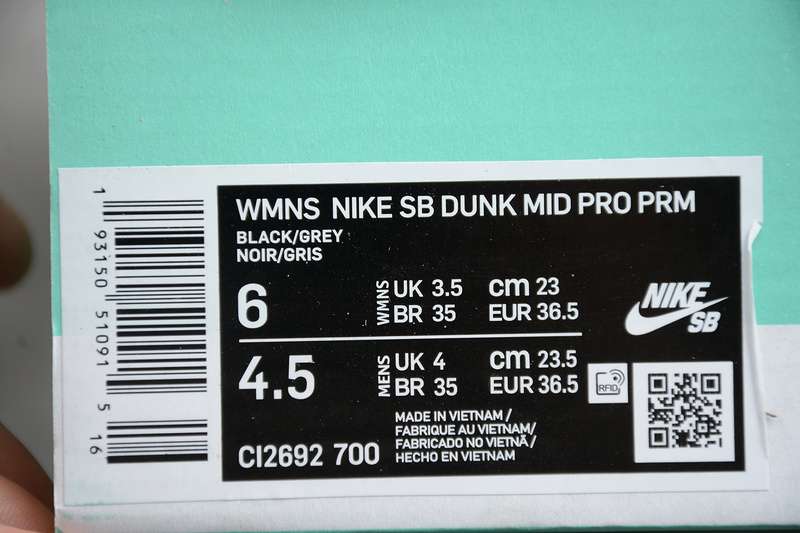 WMNS NIKE SB DUNK MID PRO PRM
BLACK/GREY
NOIR/GRIS
6
WMNS
UK 3.5 cm 23
BR 35 EUR 36.5
4.5
MENS
UK 4 cm 23.5
BR 35 EUR 36.5
CI2692 700
MADE IN VIETNAM /
FABRIQUE AU VIETNAM/
FABRICADO NO VIETNÃ /
HECHO EN VIETNAM
NIKE
SB
RFID
1 93150 51091 5 16